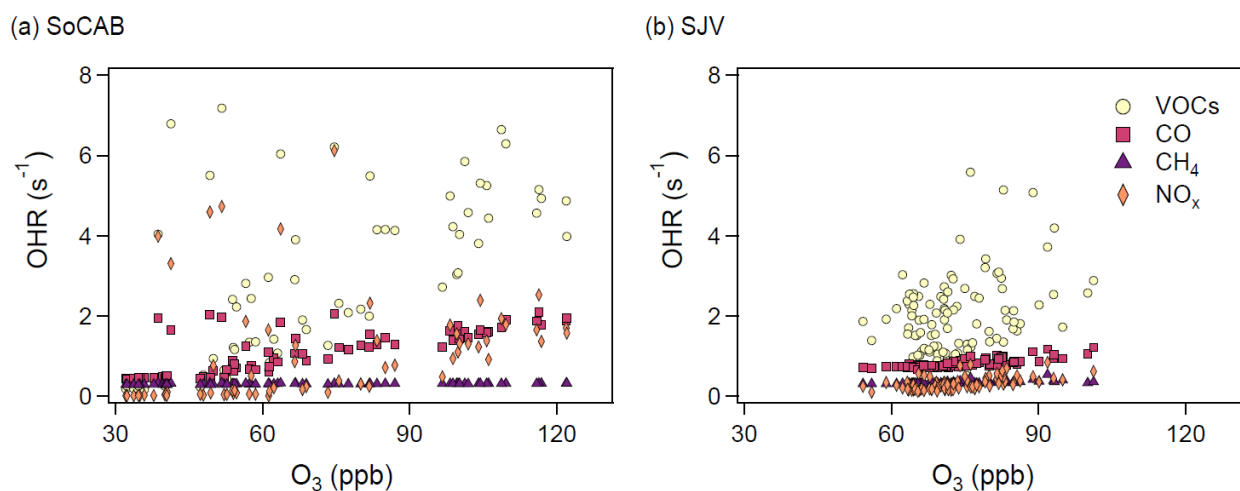 (a) SoCAB
(b) SJV
8
6
4
2
0
OHR (s⁻¹)
30
60
90
120
O₃ (ppb)
8
6
4
2
0
OHR (s⁻¹)
VOCs
CO
CH₄
NOₓ
30
60
90
120
O₃ (ppb)